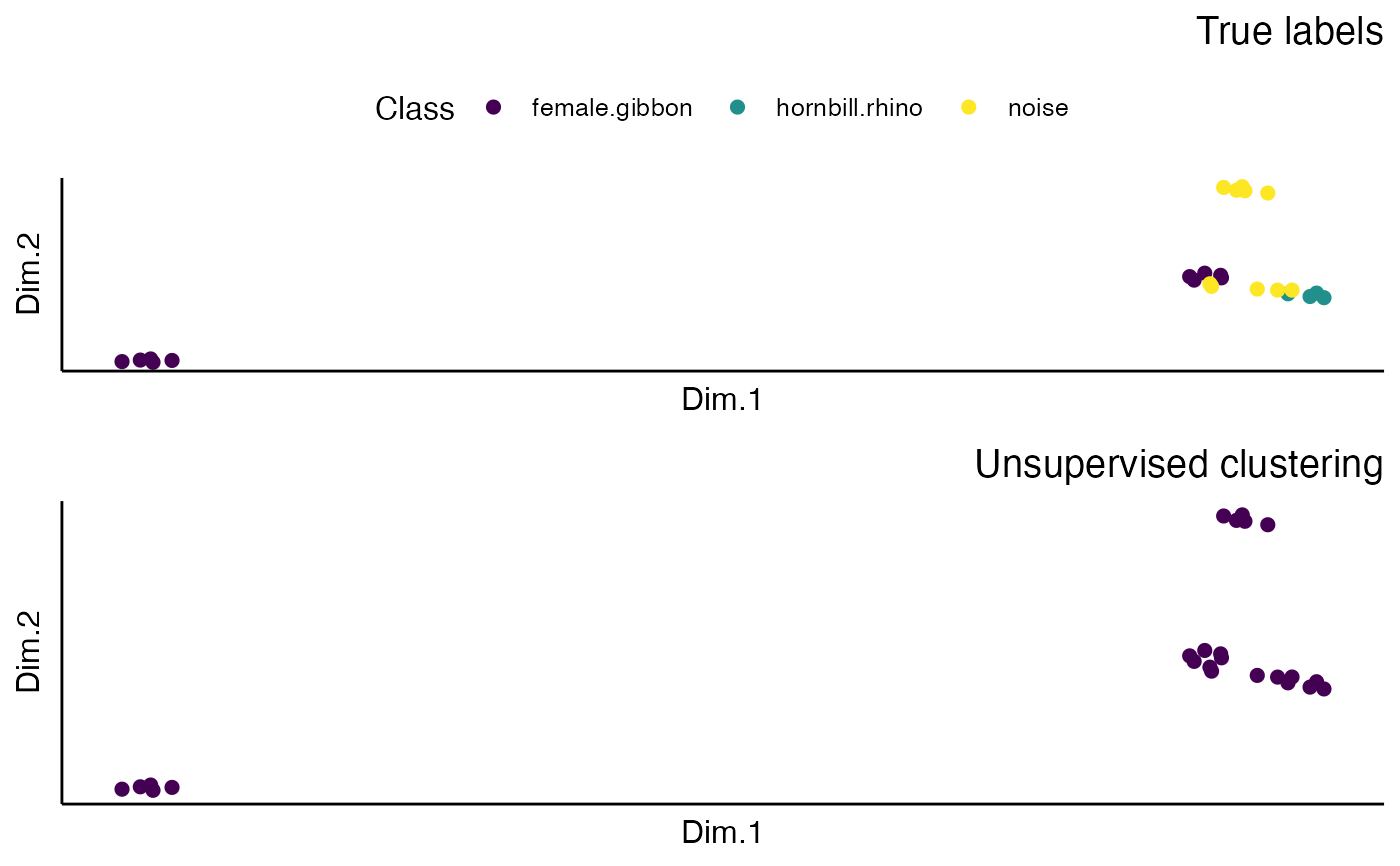 True labels
Class female.gibbon hornbill.rhino noise
Dim.2
Dim.1
Unsupervised clustering
Dim.2
Dim.1